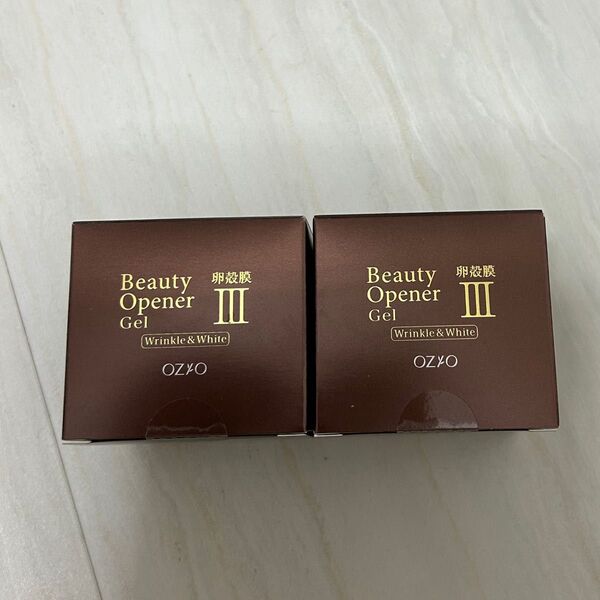 Beauty
Opener
Gel
卵殻膜
III
Wrinkle & White
OZIO
Beauty
Opener
Gel
卵殻膜
III
Wrinkle & White
OZIO